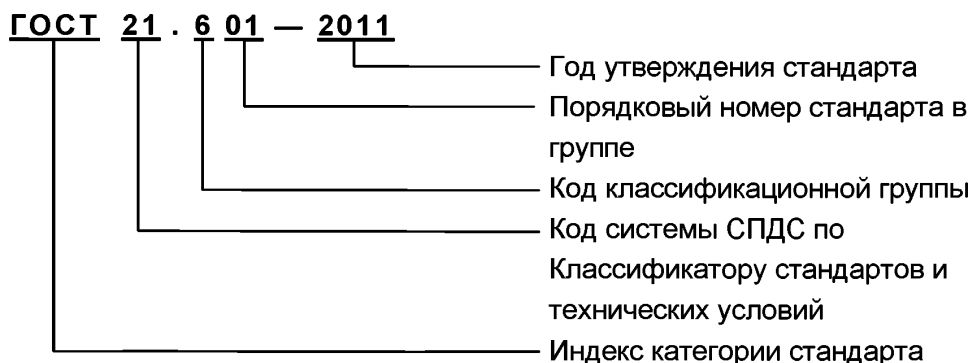 ГОСТ 21 . 6 01 — 2011
Год утверждения стандарта
Порядковый номер стандарта в
группе
Код классификационной группы
Код системы СПДС по
Классификатору стандартов и
технических условий
Индекс категории стандарта